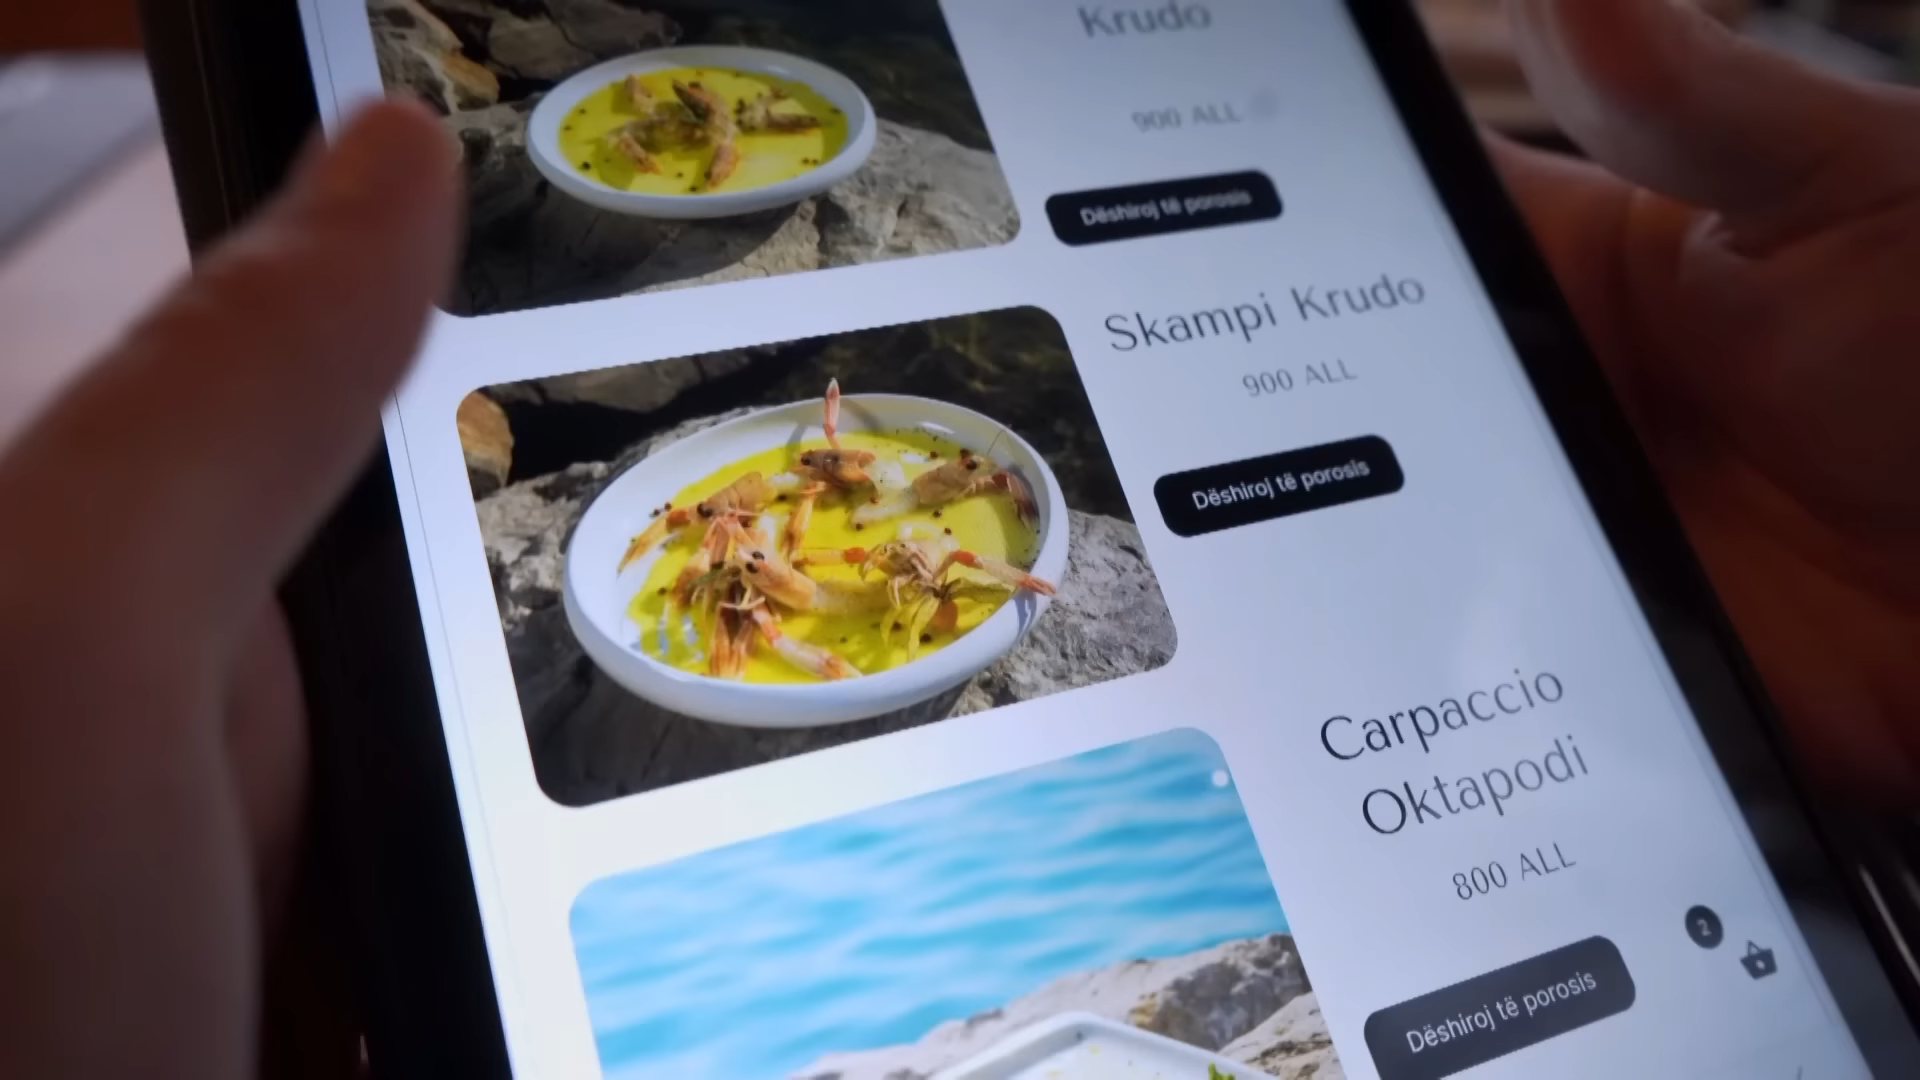 Krudo
900 ALL
Dëshiroj të porosis
Skampi Krudo
900 ALL
Dëshiroj të porosis
Carpaccio
Oktapodi
800 ALL
2
Dëshiroj të porosis